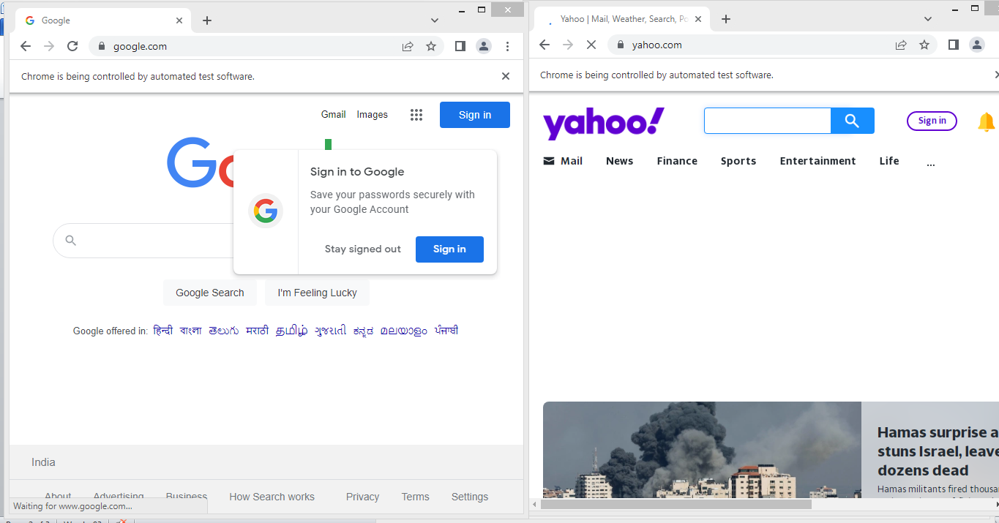 Google
google.com
Chrome is being controlled by automated test software.
Gmail Images Sign in
Sign in to Google
Save your passwords securely with
your Google Account
Stay signed out Sign in
Google Search I'm Feeling Lucky
Google offered in: हिन्दी বাংলা తెలుగు मराठी தமிழ் ગુજરાતી ಕನ್ನಡ മലയാളം ਪੰਜਾਬੀ
India
About Advertising Business How Search works Privacy Terms Settings
Waiting for www.google.com...
Yahoo | Mail, Weather, Search, Po
yahoo.com
Chrome is being controlled by automated test software.
yahoo!
Sign in
Mail News Finance Sports Entertainment Life ...
Hamas surprise a
stuns Israel, leave
dozens dead
Hamas militants fired thousa